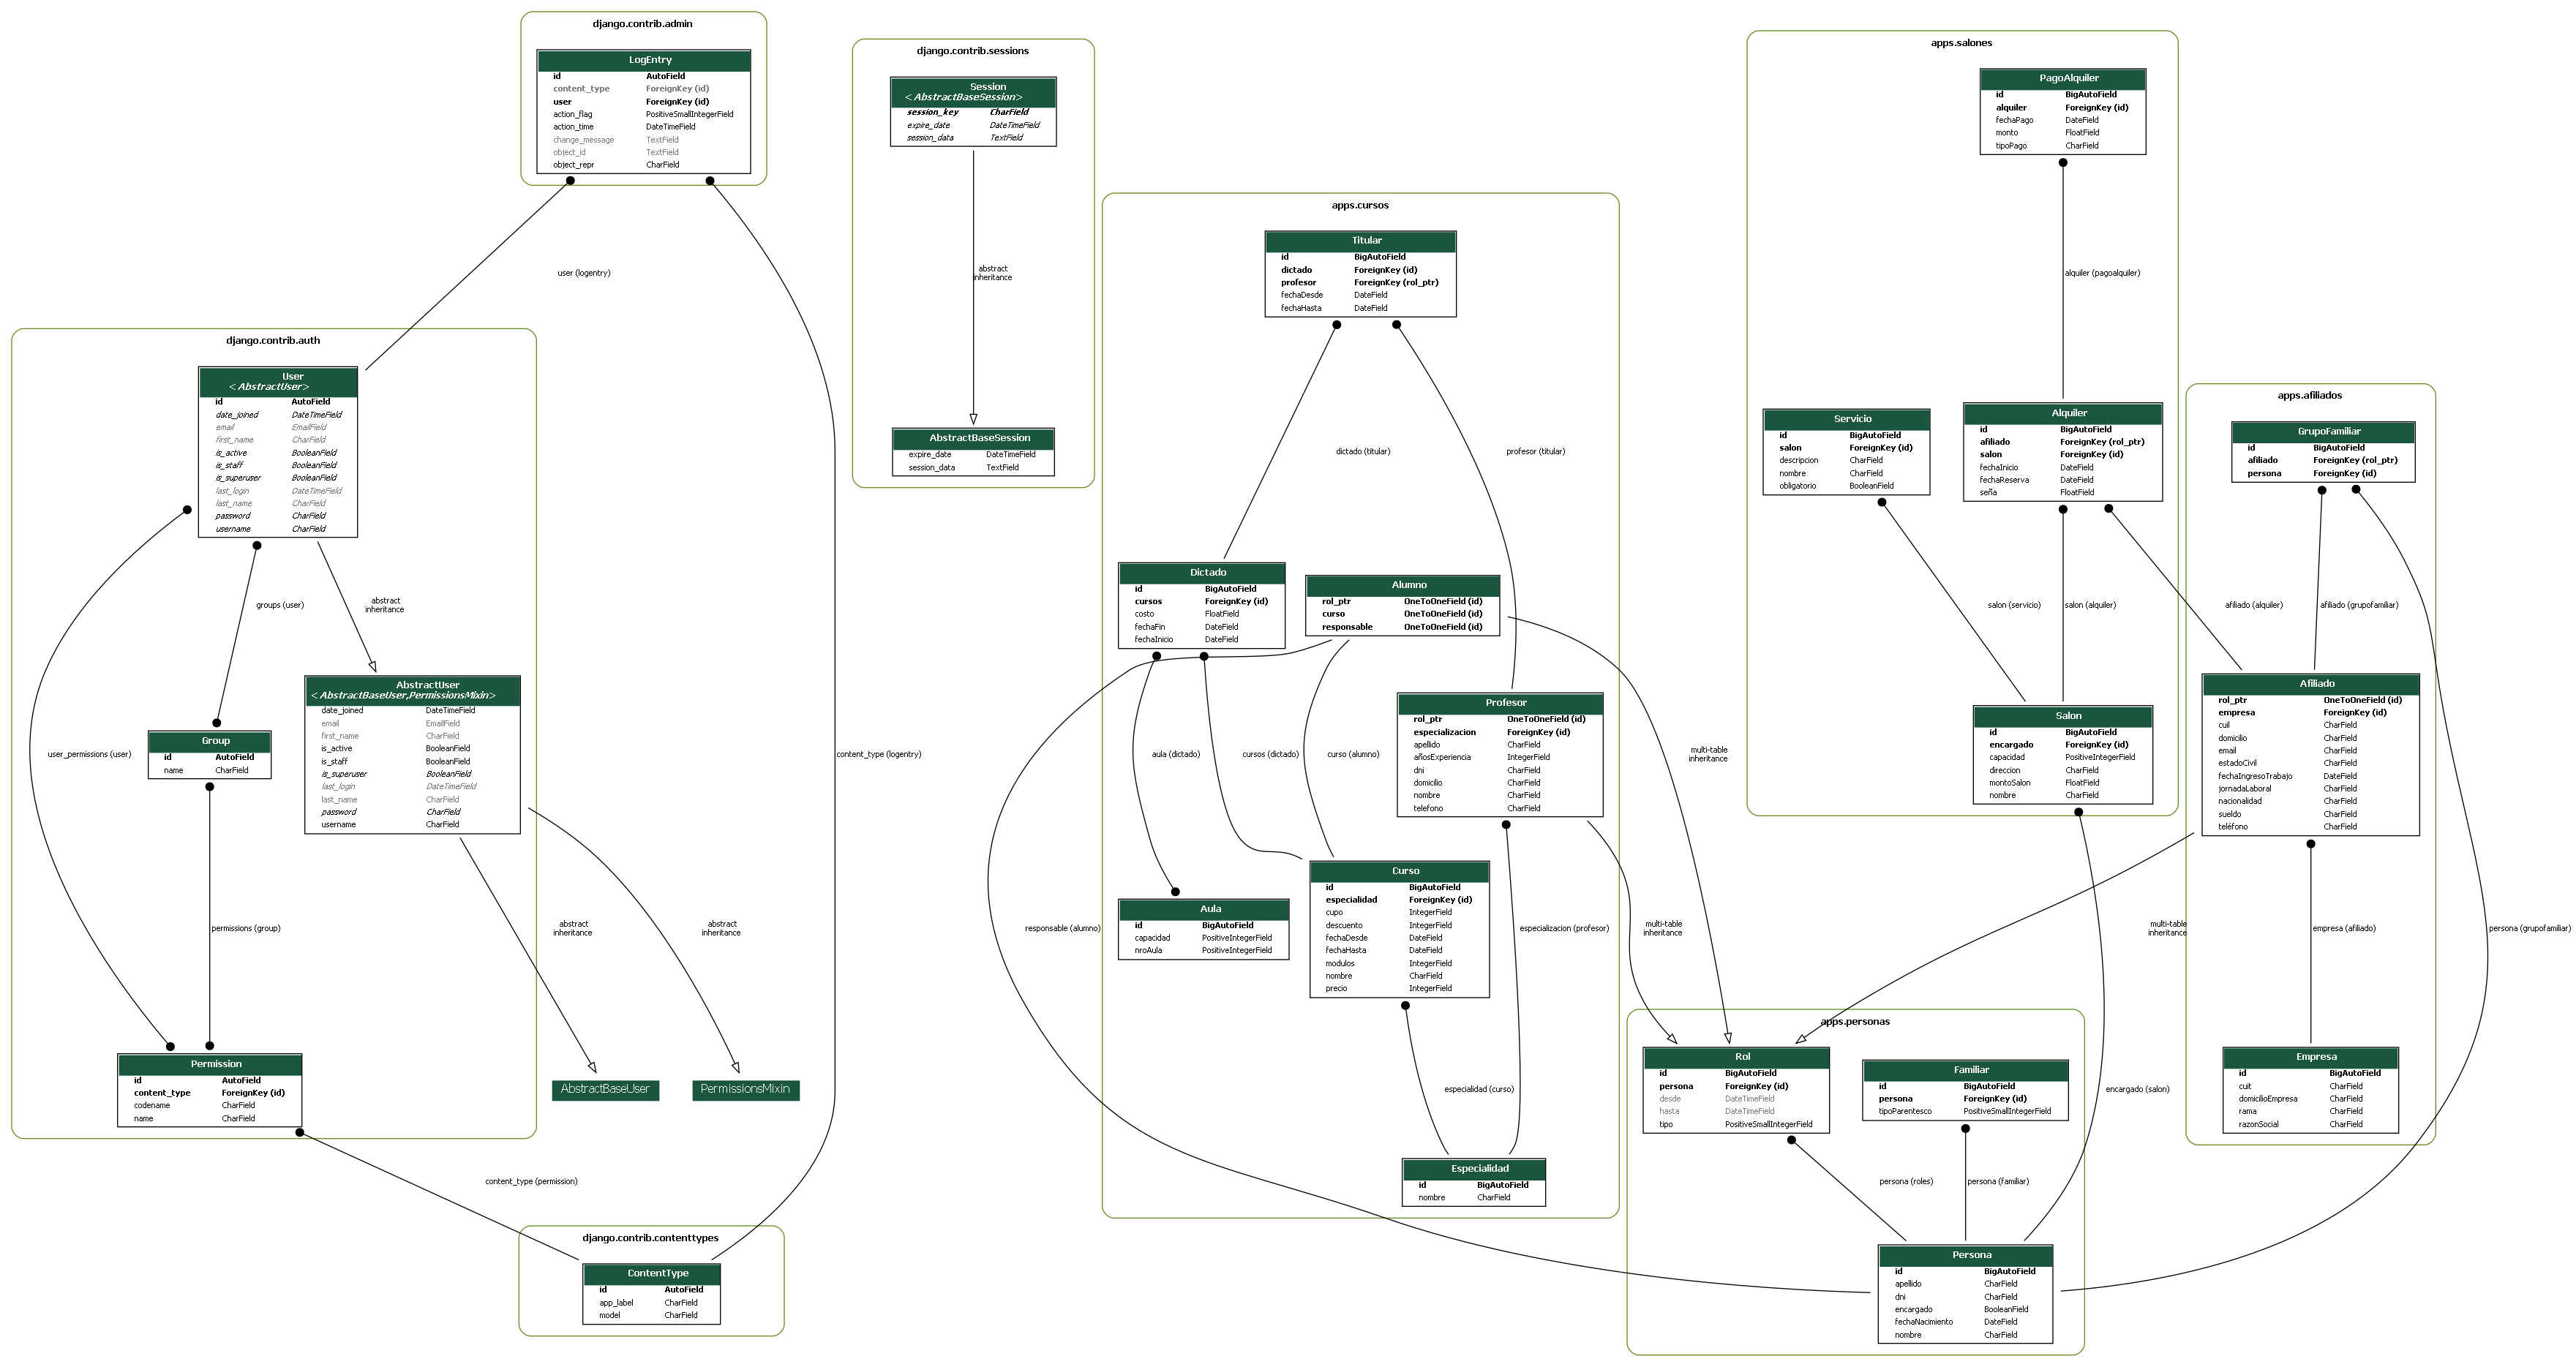 django.contrib.admin
LogEntry
id AutoField
content_type ForeignKey (id)
user ForeignKey (id)
action_flag PositiveSmallIntegerField
action_time DateTimeField
change_message TextField
object_id TextField
object_repr CharField
user (logentry)
content_type (logentry)
django.contrib.auth
User
<AbstractUser>
id AutoField
date_joined DateTimeField
email EmailField
first_name CharField
is_active BooleanField
is_staff BooleanField
is_superuser BooleanField
last_login DateTimeField
last_name CharField
password CharField
username CharField
groups (user)
abstract
inheritance
user_permissions (user)
AbstractUser
<AbstractBaseUser,PermissionsMixin>
date_joined DateTimeField
email EmailField
first_name CharField
is_active BooleanField
is_staff BooleanField
is_superuser BooleanField
last_login DateTimeField
last_name CharField
password CharField
username CharField
Group
id AutoField
name CharField
permissions (group)
abstract
inheritance
abstract
inheritance
Permission
id AutoField
content_type ForeignKey (id)
codename CharField
name CharField
AbstractBaseUser
PermissionsMixin
content_type (permission)
django.contrib.contenttypes
ContentType
id AutoField
app_label CharField
model CharField
django.contrib.sessions
Session
<AbstractBaseSession>
session_key CharField
expire_date DateTimeField
session_data TextField
abstract
inheritance
AbstractBaseSession
expire_date DateTimeField
session_data TextField
apps.cursos
Titular
id BigAutoField
dictado ForeignKey (id)
profesor ForeignKey (rol_ptr)
fechaDesde DateField
fechaHasta DateField
dictado (titular)
profesor (titular)
Dictado
id BigAutoField
cursos ForeignKey (id)
costo FloatField
fechaFin DateField
fechaInicio DateField
Alumno
rol_ptr OneToOneField (id)
curso OneToOneField (id)
responsable OneToOneField (id)
Profesor
rol_ptr OneToOneField (id)
especializacion ForeignKey (id)
apellido CharField
añosExperiencia IntegerField
dni CharField
domicilio CharField
nombre CharField
telefono CharField
aula (dictado)
cursos (dictado)
curso (alumno)
multi-table
inheritance
Aula
id BigAutoField
capacidad PositiveIntegerField
nroAula PositiveIntegerField
Curso
id BigAutoField
especialidad ForeignKey (id)
cupo IntegerField
descuento IntegerField
fechaDesde DateField
fechaHasta DateField
modulos IntegerField
nombre CharField
precio IntegerField
responsable (alumno)
especializacion (profesor)
multi-table
inheritance
especialidad (curso)
Especialidad
id BigAutoField
nombre CharField
apps.salones
PagoAlquiler
id BigAutoField
alquiler ForeignKey (id)
fechaPago DateField
monto FloatField
tipoPago CharField
alquiler (pagoalquiler)
Servicio
id BigAutoField
salon ForeignKey (id)
descripcion CharField
nombre CharField
obligatorio BooleanField
Alquiler
id BigAutoField
afiliado ForeignKey (rol_ptr)
salon ForeignKey (id)
fechaInicio DateField
fechaReserva DateField
seña FloatField
salon (servicio)
salon (alquiler)
afiliado (alquiler)
Salon
id BigAutoField
encargado ForeignKey (id)
capacidad PositiveIntegerField
direccion CharField
montoSalon FloatField
nombre CharField
apps.afiliados
GrupoFamiliar
id BigAutoField
afiliado ForeignKey (rol_ptr)
persona ForeignKey (id)
afiliado (grupofamiliar)
Afiliado
rol_ptr OneToOneField (id)
empresa ForeignKey (id)
cuil CharField
domicilio CharField
email CharField
estadoCivil CharField
fechaIngresoTrabajo DateField
jornadaLaboral CharField
nacionalidad CharField
sueldo CharField
teléfono CharField
multi-table
inheritance
empresa (afiliado)
persona (grupofamiliar)
Empresa
id BigAutoField
cuit CharField
domicilioEmpresa CharField
rama CharField
razonSocial CharField
apps.personas
Rol
id BigAutoField
persona ForeignKey (id)
desde DateTimeField
hasta DateTimeField
tipo PositiveSmallIntegerField
Familiar
id BigAutoField
persona ForeignKey (id)
tipoParentesco PositiveSmallIntegerField
encargado (salon)
persona (roles)
persona (familiar)
Persona
id BigAutoField
apellido CharField
dni CharField
encargado BooleanField
fechaNacimiento DateField
nombre CharField